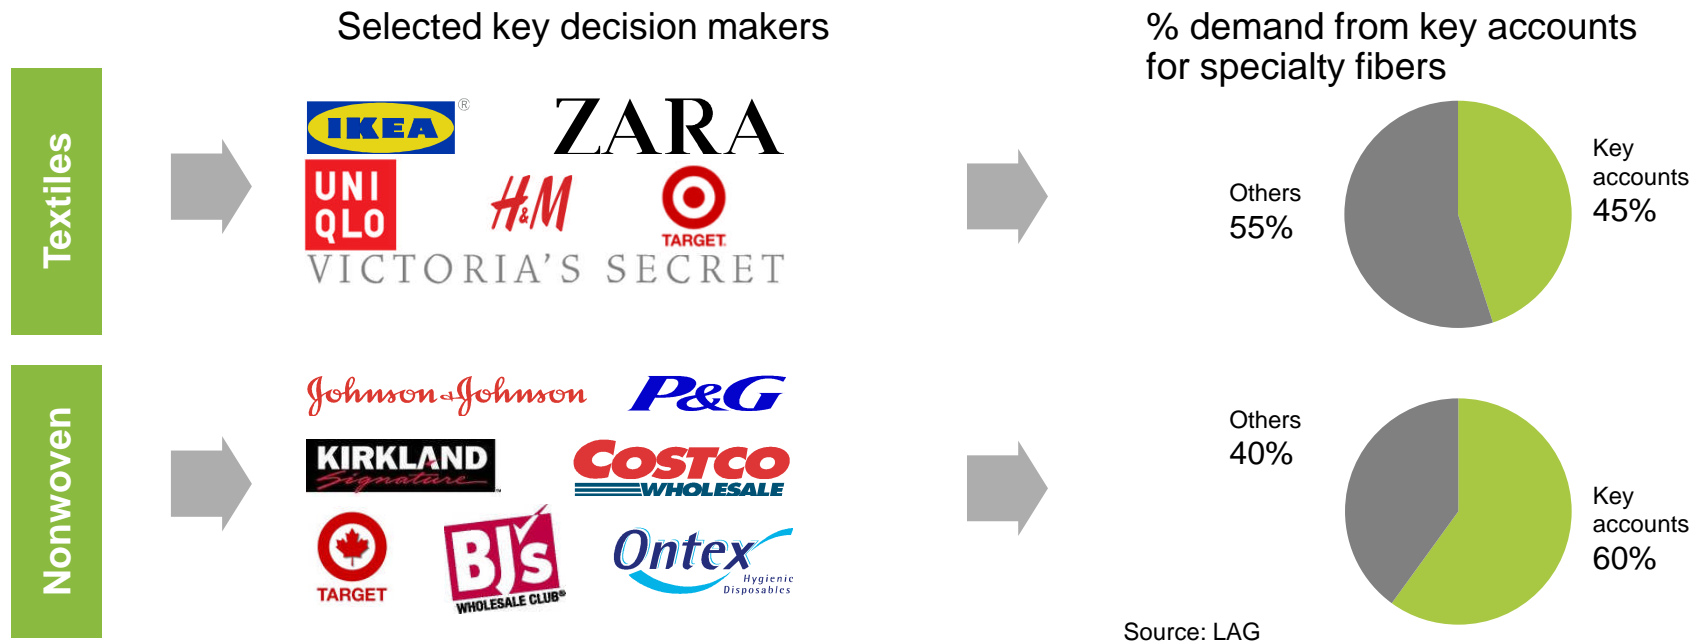 Selected key decision makers
% demand from key accounts
for specialty fibers
Textiles
IKEA ®
ZARA
UNI
QLO
H&M
TARGET.
VICTORIA'S SECRET
Others
55%
Key
accounts
45%
Nonwoven
Johnson & Johnson
P&G
KIRKLAND
Signature™
COSTCO
WHOLESALE
TARGET
BJ's
WHOLESALE CLUB®
Ontex
Hygienic
Disposables
Others
40%
Key
accounts
60%
Source: LAG